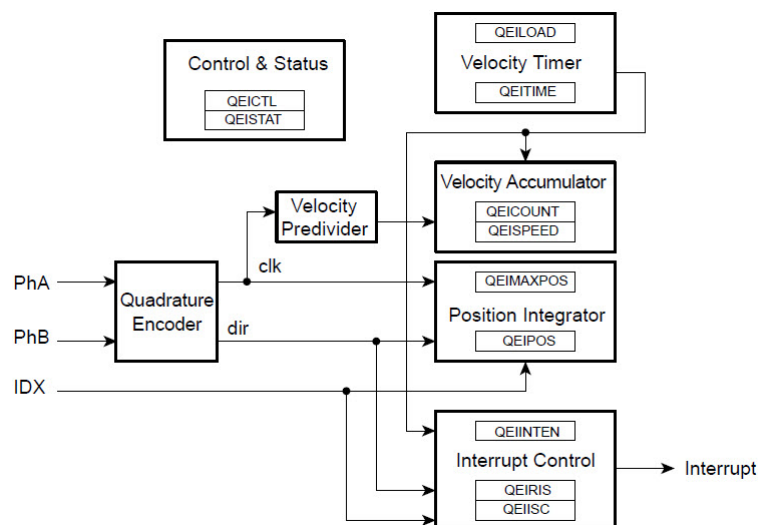 QEILOAD
Control & Status
Velocity Timer
QEICTL
QEITIME
QEISTAT
Velocity Accumulator
Velocity
Predivider
QEICOUNT
QEISPEED
clk
PhA
QEIMAXPOS
Quadrature
Encoder
Position Integrator
dir
PhB
QEIPOS
IDX
QEIINTEN
Interrupt Control
Interrupt
QEIRIS
QEIISC